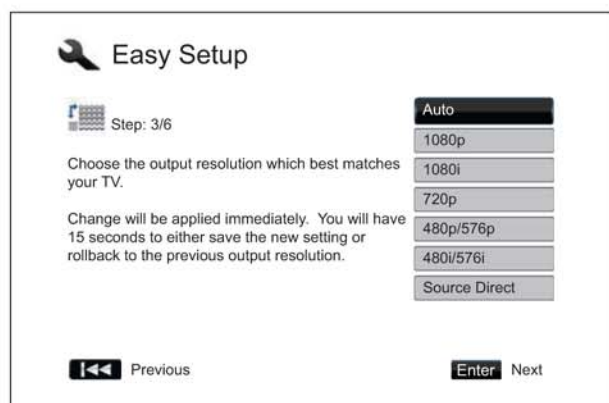 Easy Setup
Step: 3/6
Choose the output resolution which best matches
your TV.
Change will be applied immediately.  You will have
15 seconds to either save the new setting or
rollback to the previous output resolution.
Auto
1080p
1080i
720p
480p/576p
480i/576i
Source Direct
Previous
Enter Next